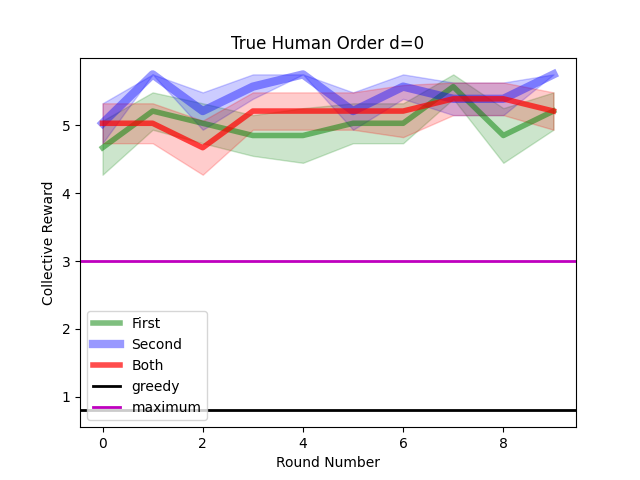 True Human Order d=0
Collective Reward
5
4
3
2
1
First
Second
Both
greedy
maximum
0 2 4 6 8
Round Number